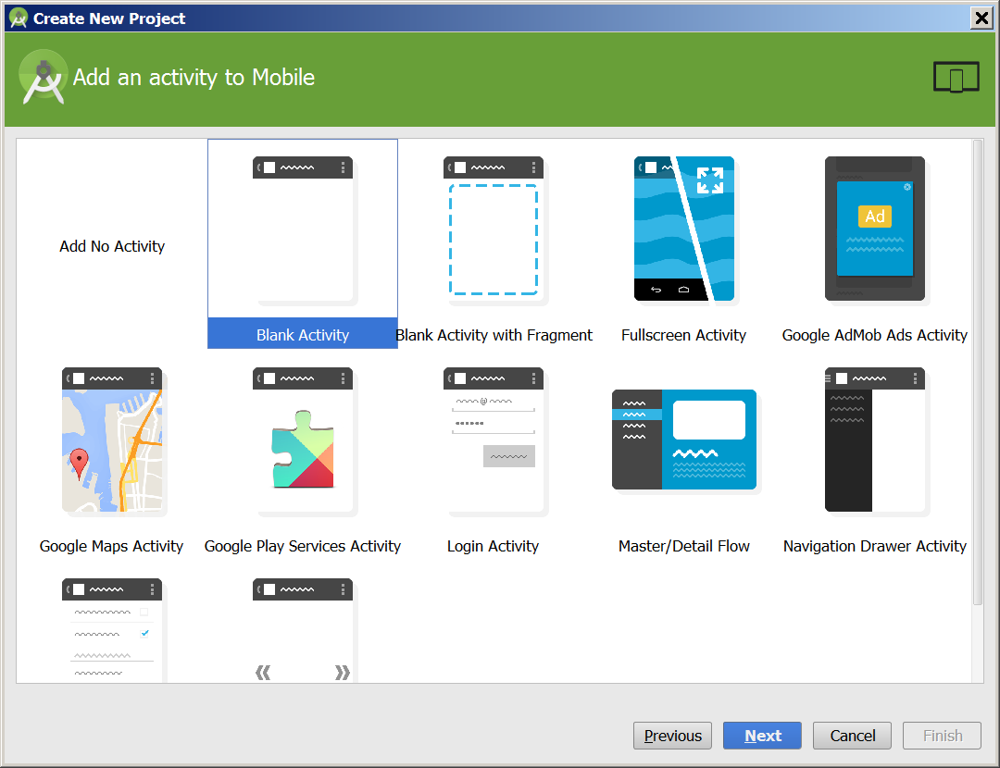 Create New Project
Add an activity to Mobile
Add No Activity
Blank Activity
Blank Activity with Fragment
Fullscreen Activity
Ad
Google AdMob Ads Activity
Google Maps Activity
Google Play Services Activity
Login Activity
Master/Detail Flow
Navigation Drawer Activity
Previous
Next
Cancel
Finish